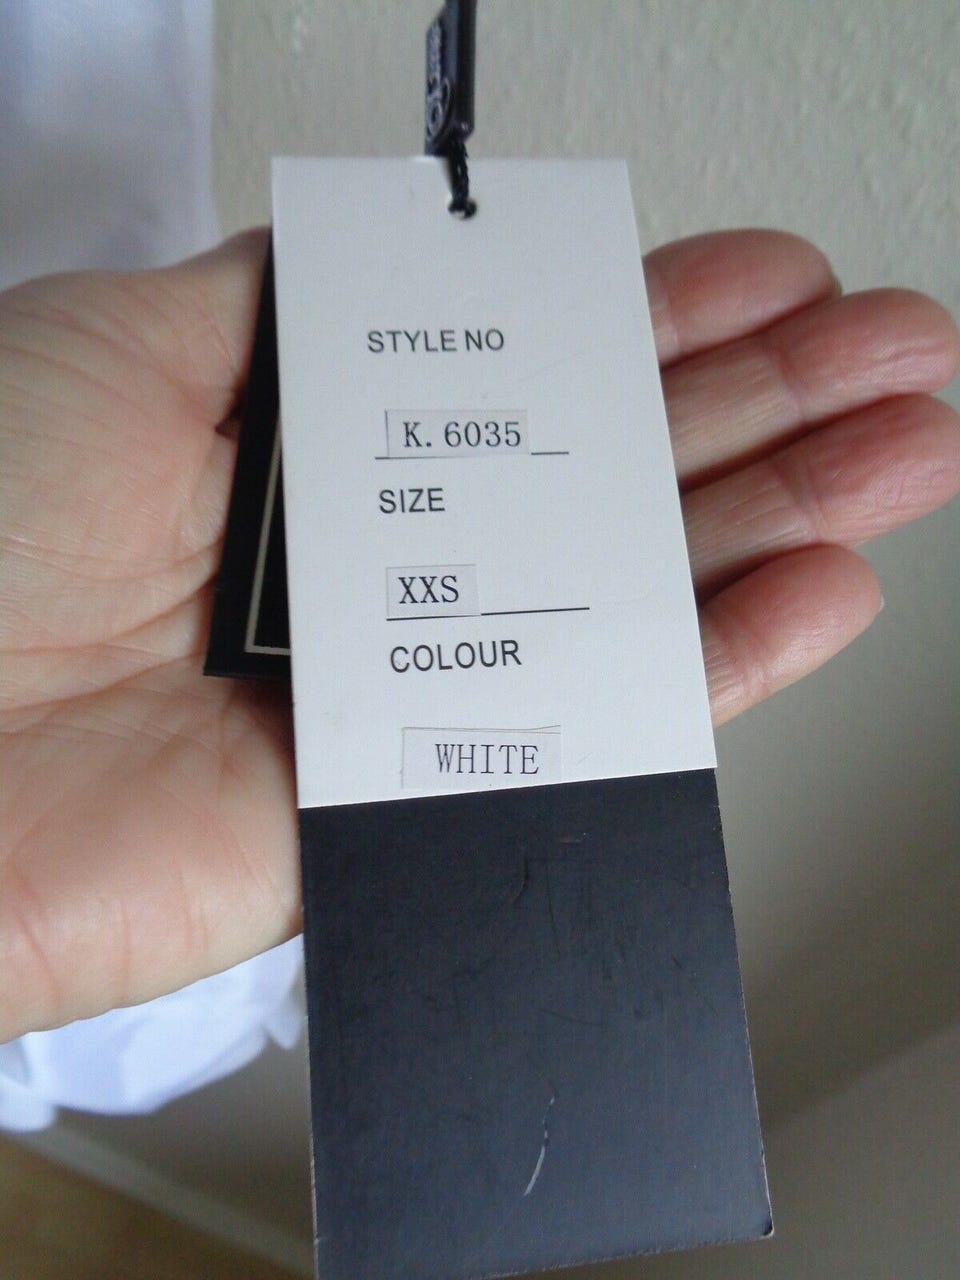 STYLE NO
K. 6035
SIZE
XXS
COLOUR
WHITE